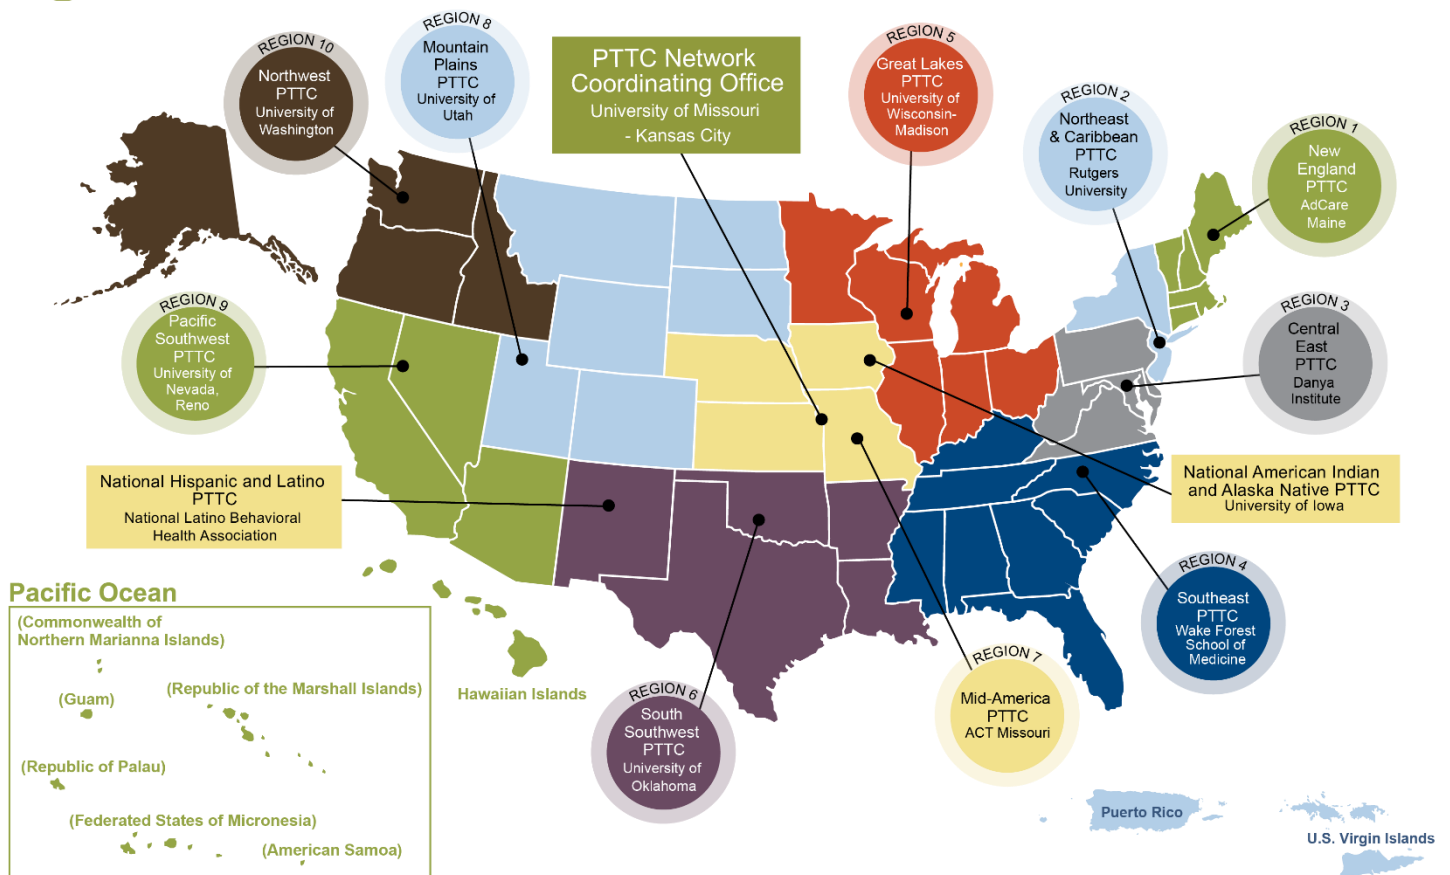 REGION 10
Northwest
PTTC
University of
Washington
REGION 8
Mountain
Plains
PTTC
University of
Utah
PTTC Network
Coordinating Office
University of Missouri
- Kansas City
REGION 5
Great Lakes
PTTC
University of
Wisconsin-
Madison
REGION 2
Northeast
& Caribbean
PTTC
Rutgers
University
REGION 1
New
England
PTTC
AdCare
Maine
REGION 9
Pacific
Southwest
PTTC
University of
Nevada,
Reno
REGION 3
Central
East
PTTC
Danya
Institute
National Hispanic and Latino
PTTC
National Latino Behavioral
Health Association
National American Indian
and Alaska Native PTTC
University of Iowa
REGION 4
Southeast
PTTC
Wake Forest
School of
Medicine
REGION 7
Mid-America
PTTC
ACT Missouri
REGION 6
South
Southwest
PTTC
University of
Oklahoma
Pacific Ocean
(Commonwealth of
Northern Marianna Islands)
(Guam)
(Republic of the Marshall Islands)
(Republic of Palau)
(Federated States of Micronesia)
(American Samoa)
Hawaiian Islands
Puerto Rico
U.S. Virgin Islands